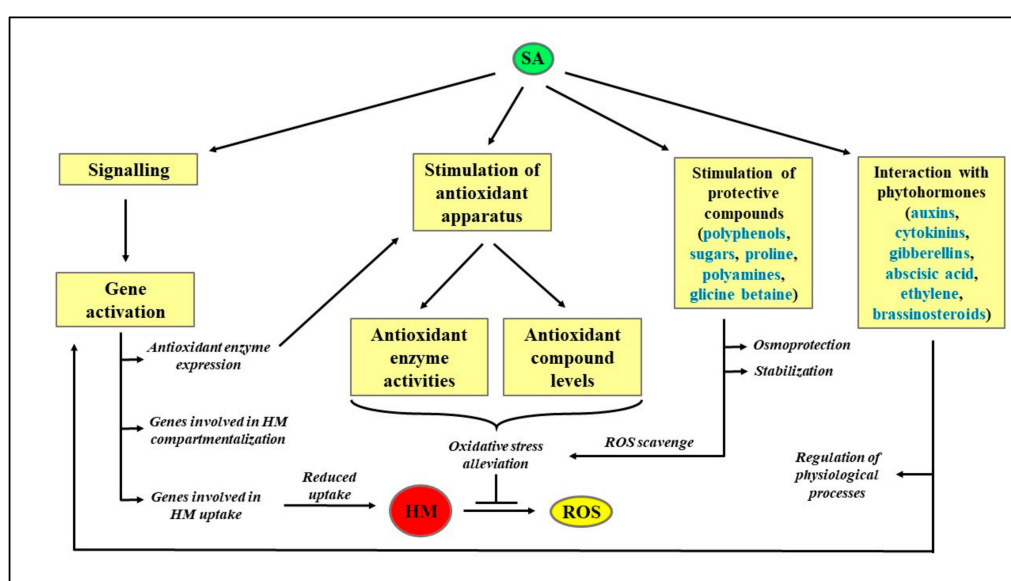 SA
Signalling
Stimulation of
antioxidant
apparatus
Stimulation of
protective
compounds
(polyphenols,
sugars, proline,
polyamines,
glicine betaine)
Interaction with
phytohormones
(auxins,
cytokinins,
gibberellins,
abscisic acid,
ethylene,
brassinosteroids)
Gene
activation
Antioxidant enzyme
expression
Genes involved in HM
compartmentalization
Genes involved in
HM uptake
Antioxidant
enzyme
activities
Antioxidant
compound
levels
Osmoprotection
Stabilization
Oxidative stress
alleviation
ROS scavenge
Regulation of
physiological
processes
Reduced
uptake
HM
ROS